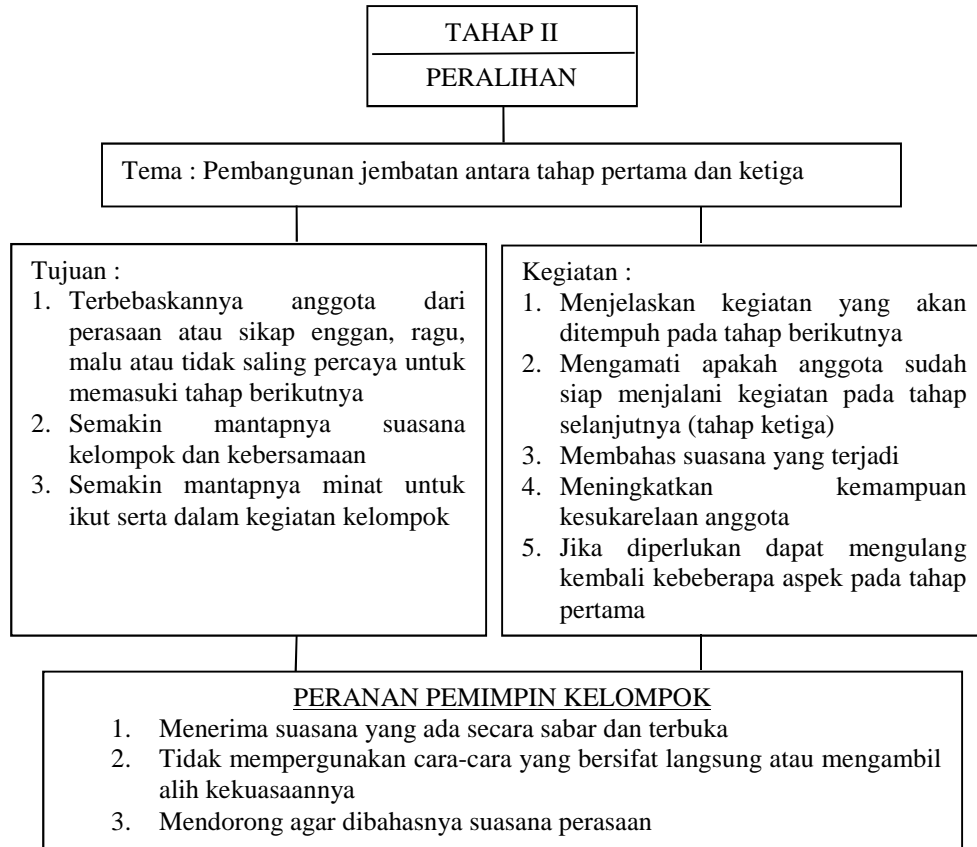 TAHAP II
PERALIHAN
Tema : Pembangunan jembatan antara tahap pertama dan ketiga
Tujuan :
1. Terbebaskannya anggota dari
perasaan atau sikap enggan, ragu,
malu atau tidak saling percaya untuk
memasuki tahap berikutnya
2. Semakin mantapnya suasana
kelompok dan kebersamaan
3. Semakin mantapnya minat untuk
ikut serta dalam kegiatan kelompok
Kegiatan :
1. Menjelaskan kegiatan yang akan
ditempuh pada tahap berikutnya
2. Mengamati apakah anggota sudah
siap menjalani kegiatan pada tahap
selanjutnya (tahap ketiga)
3. Membahas suasana yang terjadi
4. Meningkatkan kemampuan
kesukarelaan anggota
5. Jika diperlukan dapat mengulang
kembali kebeberapa aspek pada tahap
pertama
PERANAN PEMIMPIN KELOMPOK
1. Menerima suasana yang ada secara sabar dan terbuka
2. Tidak mempergunakan cara-cara yang bersifat langsung atau mengambil
alih kekuasaannya
3. Mendorong agar dibahasnya suasana perasaan